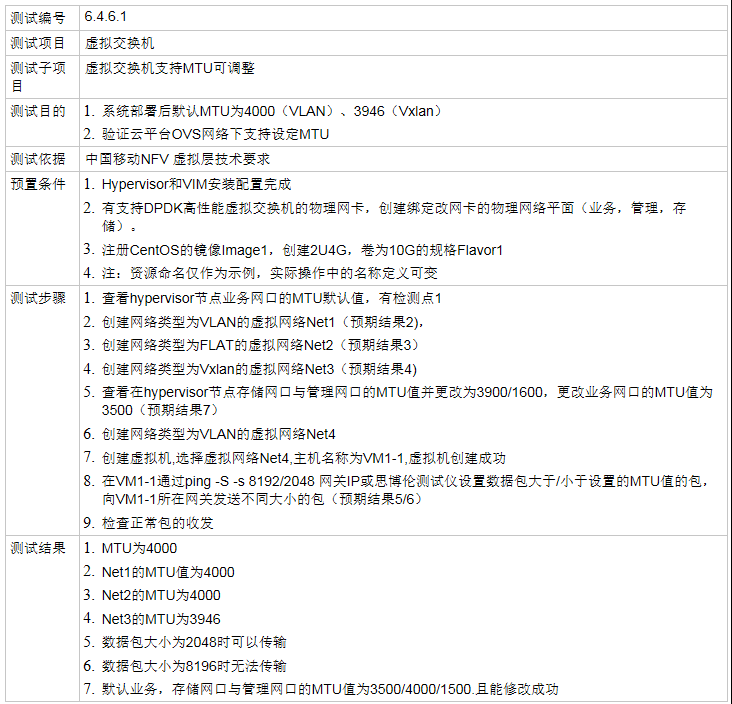 测试编号 6.4.6.1
测试项目 虚拟交换机
测试子项目 虚拟交换机支持MTU可调整
测试目的 1. 系统部署后默认MTU为4000（VLAN）、3946（Vxlan）
2. 验证云平台OVS网络下支持设定MTU
测试依据 中国移动NFV 虚拟层技术要求
预置条件 1. Hypervisor和VIM安装配置完成
2. 有支持DPDK高性能虚拟交换机的物理网卡，创建绑定改网卡的物理网络平面（业务，管理，存
储）。
3. 注册CentOS的镜像Image1，创建2U4G，卷为10G的规格Flavor1
4. 注：资源命名仅作为示例，实际操作中的名称定义可变
测试步骤 1. 查看hypervisor节点业务网口的MTU默认值，有检测点1
2. 创建网络类型为VLAN的虚拟网络Net1（预期结果2)，
3. 创建网络类型为FLAT的虚拟网络Net2（预期结果3）
4. 创建网络类型为Vxlan的虚拟网络Net3（预期结果4)
5. 查看在hypervisor节点存储网口与管理网口的MTU值并更改为3900/1600，更改业务网口的MTU值为
3500（预期结果7）
6. 创建网络类型为VLAN的虚拟网络Net4
7. 创建虚拟机,选择虚拟网络Net4,主机名称为VM1-1,虚拟机创建成功
8. 在VM1-1通过ping -S -s 8192/2048 网关IP或思博伦测试仪设置数据包大于/小于设置的MTU值的包，
向VM1-1所在网关发送不同大小的包（预期结果5/6）
9. 检查正常包的收发
测试结果 1. MTU为4000
2. Net1的MTU值为4000
3. Net2的MTU为4000
4. Net3的MTU为3946
5. 数据包大小为2048时可以传输
6. 数据包大小为8196时无法传输
7. 默认业务，存储网口与管理网口的MTU值为3500/4000/1500.且能修改成功